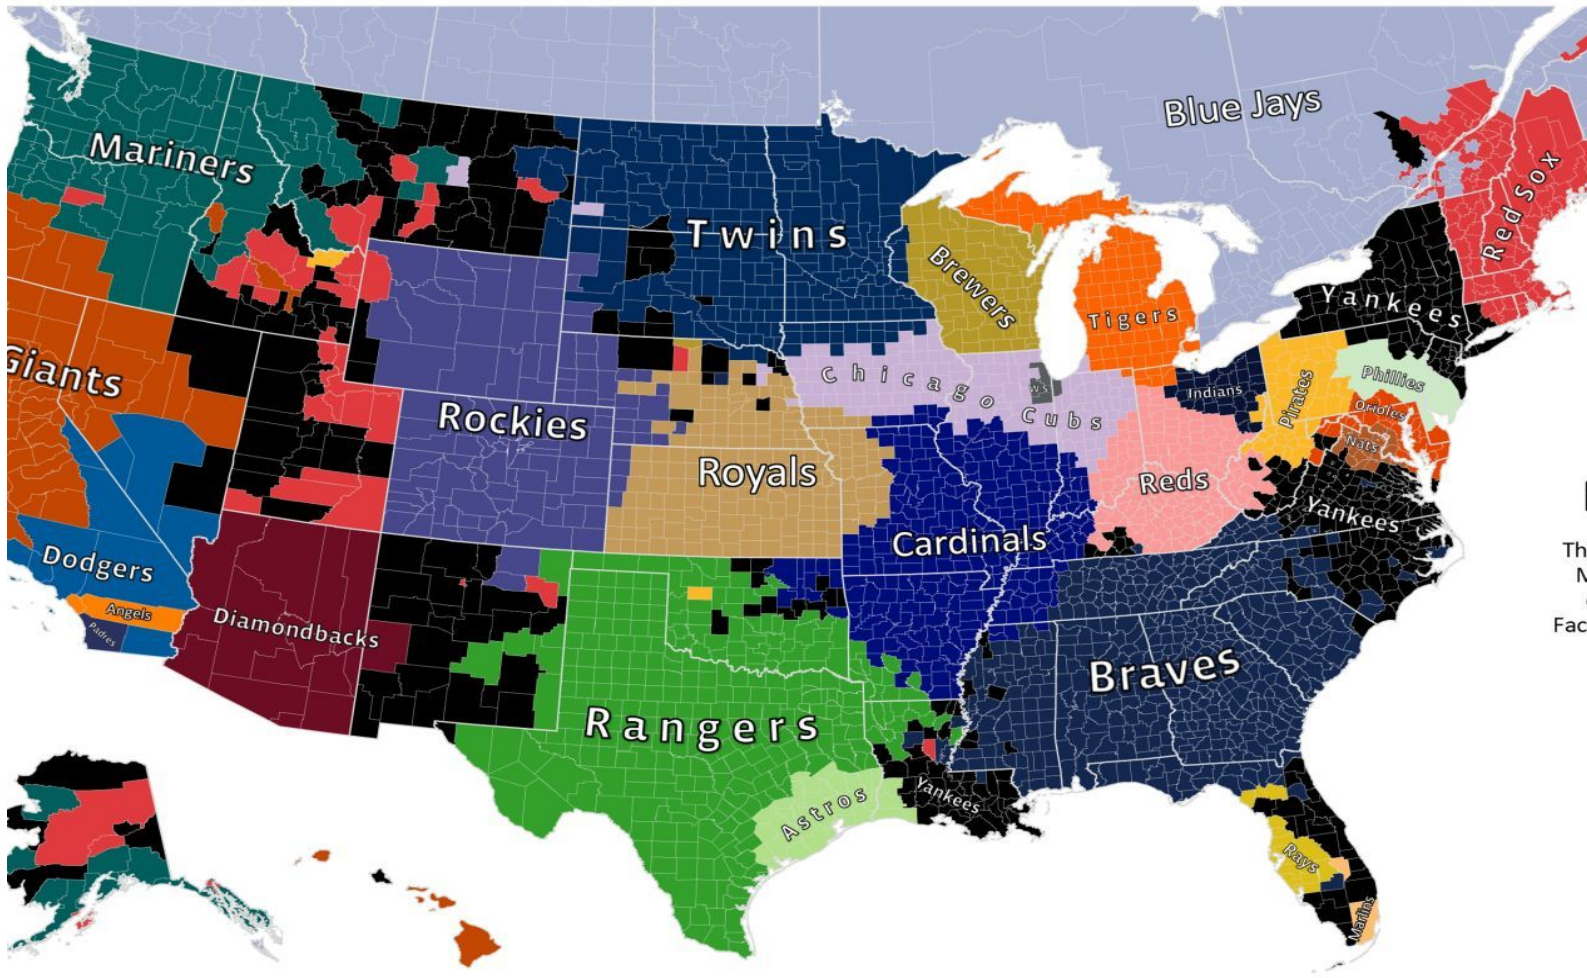 Blue Jays
Mariners
Twins
Red Sox
Brewers
Tigers
Yankees
Giants
Chicago Cubs
W's
Indians
Pirates
Phillies
Orioles
Nats
Rockies
Royals
Reds
Cardinals
Yankees
Dodgers
Angels
Padres
Diamondbacks
Braves
Rangers
Astros
Yankees
Rays
Marlins
Th
Fac